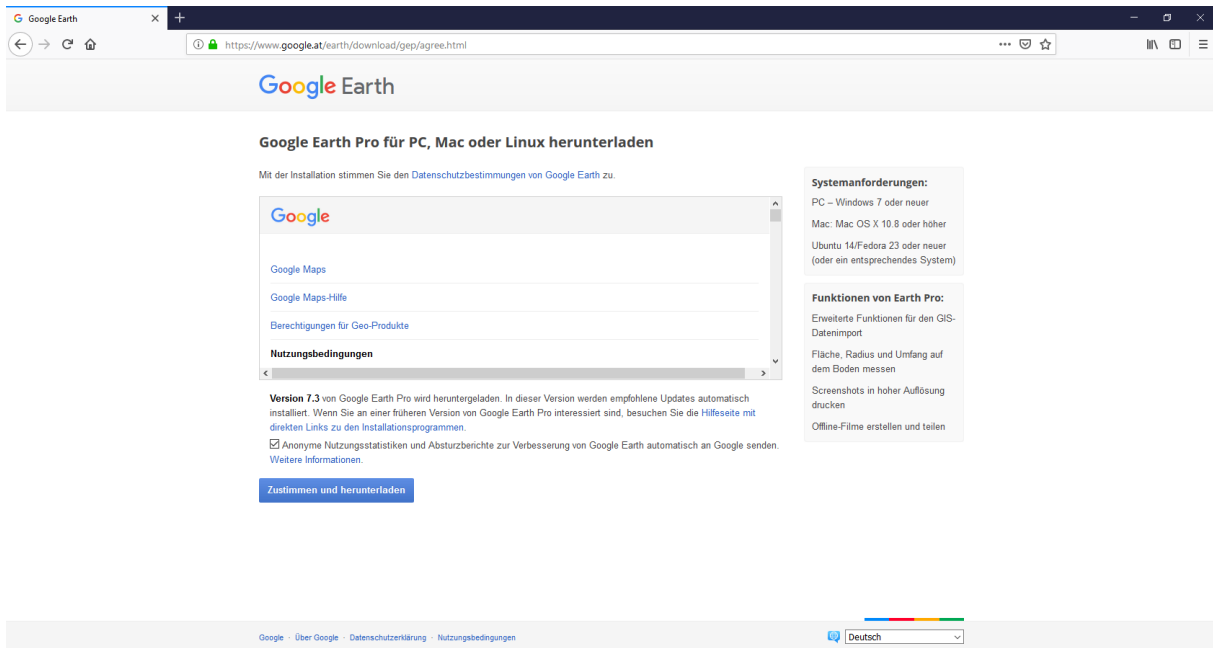 Google Earth
https://www.google.at/earth/download/gep/agree.html
Google Earth
Google Earth Pro für PC, Mac oder Linux herunterladen
Mit der Installation stimmen Sie den Datenschutzbestimmungen von Google Earth zu.
Google
Google Maps
Google Maps-Hilfe
Berechtigungen für Geo-Produkte
Nutzungsbedingungen
Version 7.3 von Google Earth Pro wird heruntergeladen. In dieser Version werden empfohlene Updates automatisch
installiert. Wenn Sie an einer früheren Version von Google Earth Pro interessiert sind, besuchen Sie die Hilfeseite mit
direkten Links zu den Installationsprogrammen.
Anonyme Nutzungsstatistiken und Absturzberichte zur Verbesserung von Google Earth automatisch an Google senden.
Weitere Informationen.
Zustimmen und herunterladen
Systemanforderungen:
PC – Windows 7 oder neuer
Mac: Mac OS X 10.8 oder höher
Ubuntu 14/Fedora 23 oder neuer
(oder ein entsprechendes System)
Funktionen von Earth Pro:
Erweiterte Funktionen für den GIS-
Datenimport
Fläche, Radius und Umfang auf
dem Boden messen
Screenshots in hoher Auflösung
drucken
Offline-Filme erstellen und teilen
Google · Über Google · Datenschutzerklärung · Nutzungsbedingungen
Deutsch